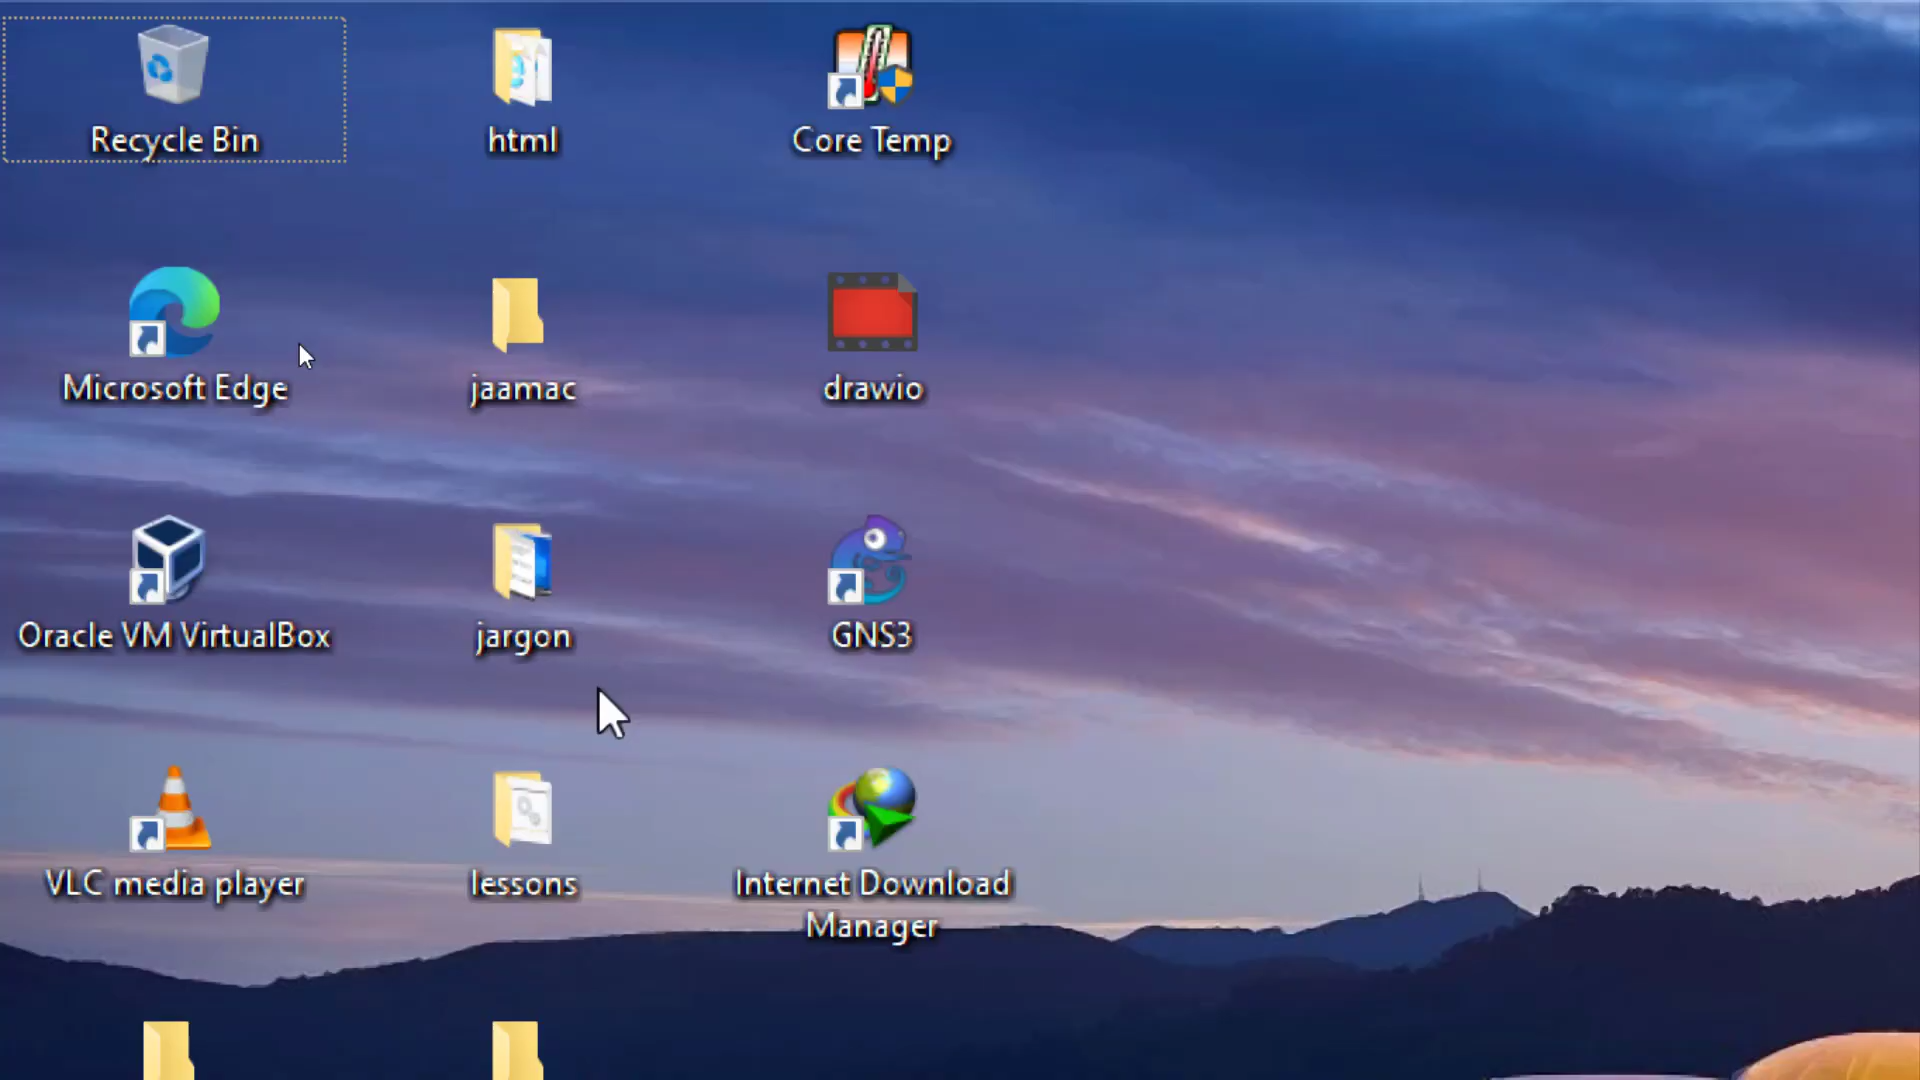 Recycle Bin
html
Core Temp
Microsoft Edge
jaamac
drawio
Oracle VM VirtualBox
jargon
GNS3
VLC media player
lessons
Internet Download
Manager